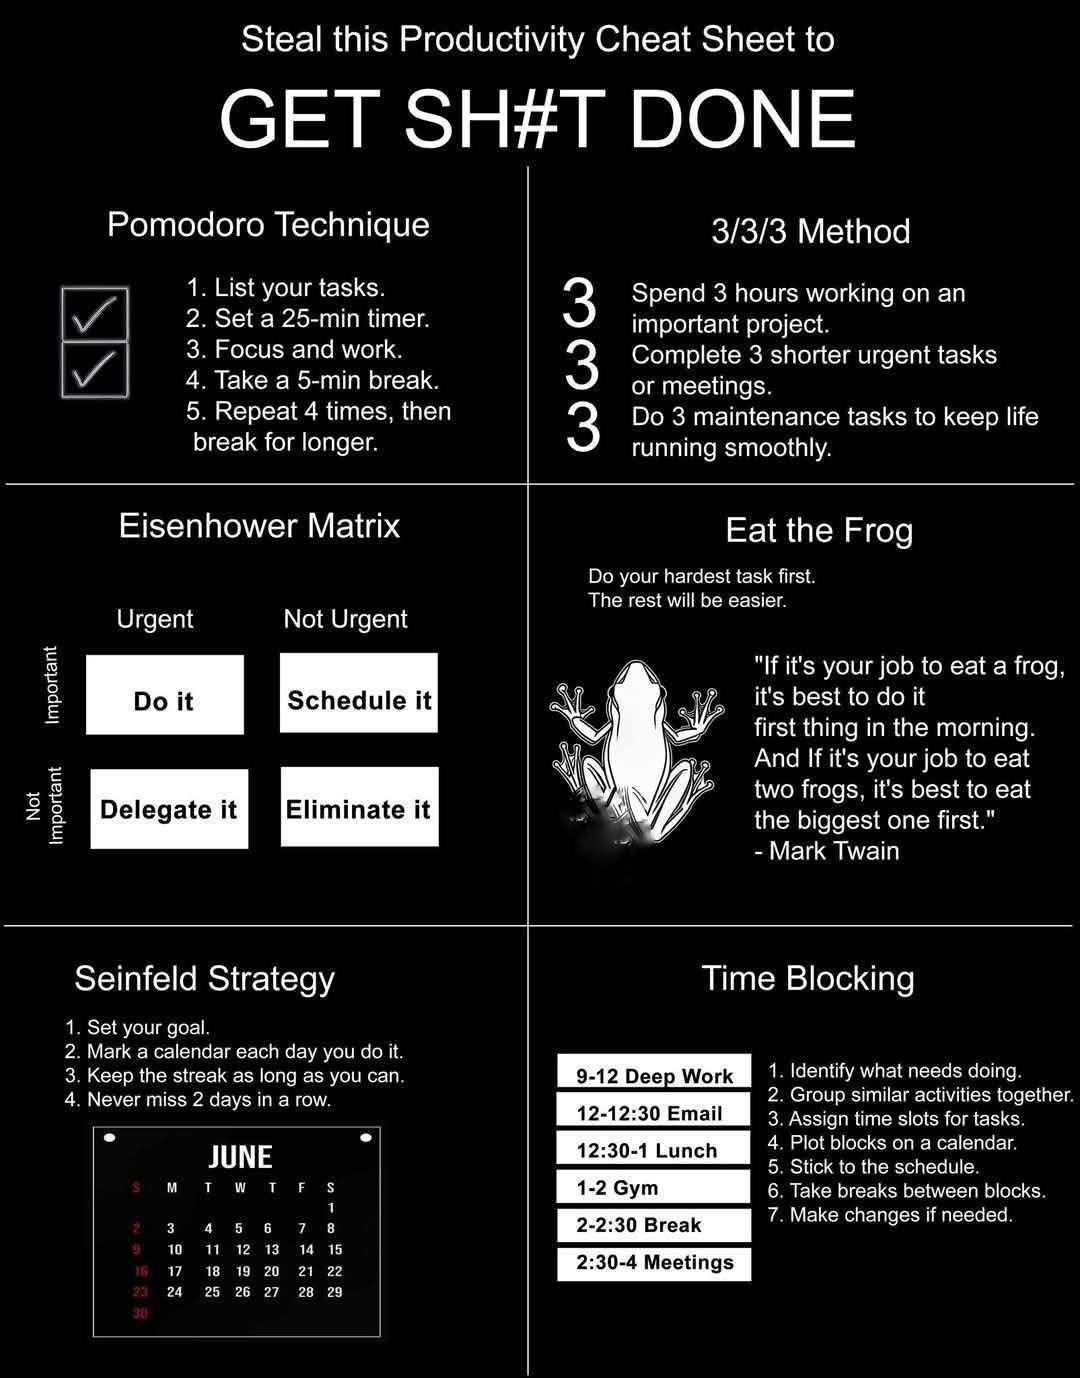 Steal this Productivity Cheat Sheet to
GET SH#T DONE
Pomodoro Technique
1. List your tasks.
2. Set a 25-min timer.
3. Focus and work.
4. Take a 5-min break.
5. Repeat 4 times, then
break for longer.
3/3/3 Method
3
Spend 3 hours working on an
important project.
3
Complete 3 shorter urgent tasks
or meetings.
3
Do 3 maintenance tasks to keep life
running smoothly.
Eisenhower Matrix
Urgent Not Urgent
Important
Do it Schedule it
Not
Important
Delegate it Eliminate it
Eat the Frog
Do your hardest task first.
The rest will be easier.
"If it's your job to eat a frog,
it's best to do it
first thing in the morning.
And If it's your job to eat
two frogs, it's best to eat
the biggest one first."
- Mark Twain
Seinfeld Strategy
1. Set your goal.
2. Mark a calendar each day you do it.
3. Keep the streak as long as you can.
4. Never miss 2 days in a row.
JUNE
S M T W T F S
1
2 3 4 5 6 7 8
9 10 11 12 13 14 15
16 17 18 19 20 21 22
23 24 25 26 27 28 29
30
Time Blocking
9-12 Deep Work
12-12:30 Email
12:30-1 Lunch
1-2 Gym
2-2:30 Break
2:30-4 Meetings
1. Identify what needs doing.
2. Group similar activities together.
3. Assign time slots for tasks.
4. Plot blocks on a calendar.
5. Stick to the schedule.
6. Take breaks between blocks.
7. Make changes if needed.